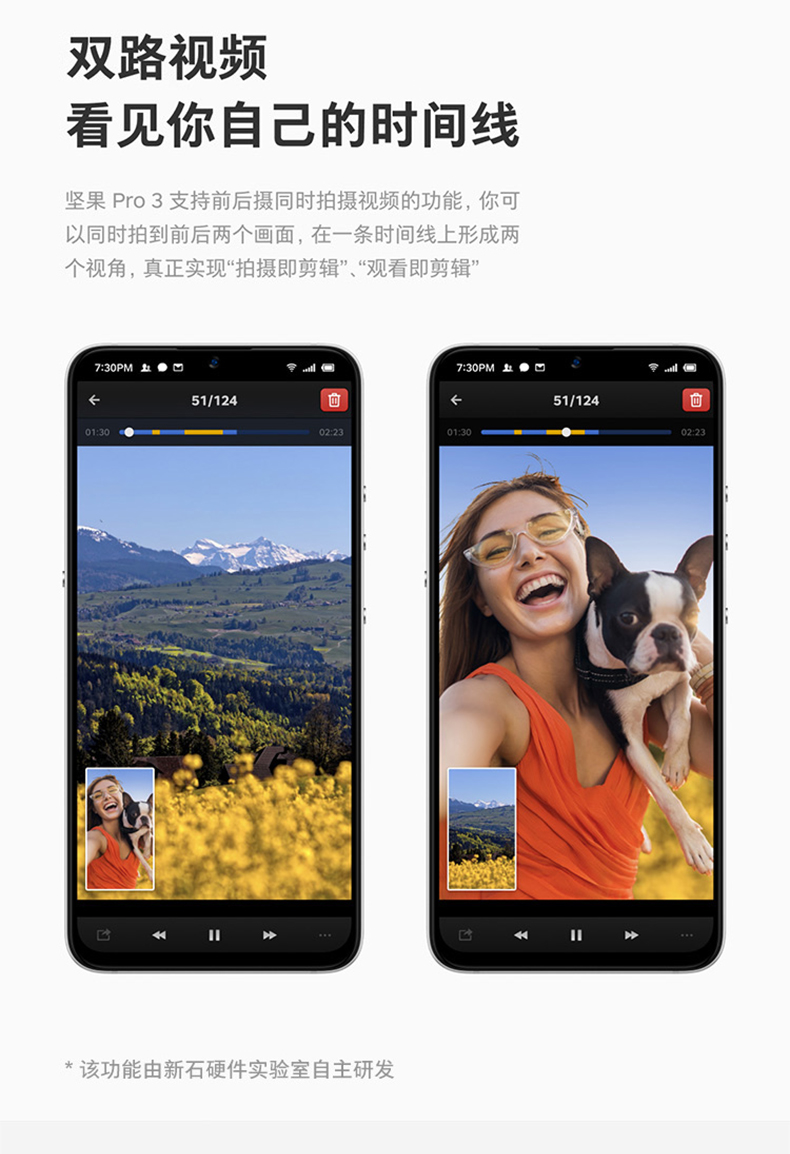 双路视频
看见你自己的时间线
坚果 Pro 3 支持前后摄同时拍摄视频的功能，你可
以同时拍到前后两个画面，在一条时间线上形成两
个视角，真正实现“拍摄即剪辑”、“观看即剪辑”
7:30PM
51/124
01:30
02:23
7:30PM
51/124
01:30
02:23
* 该功能由新石硬件实验室自主研发